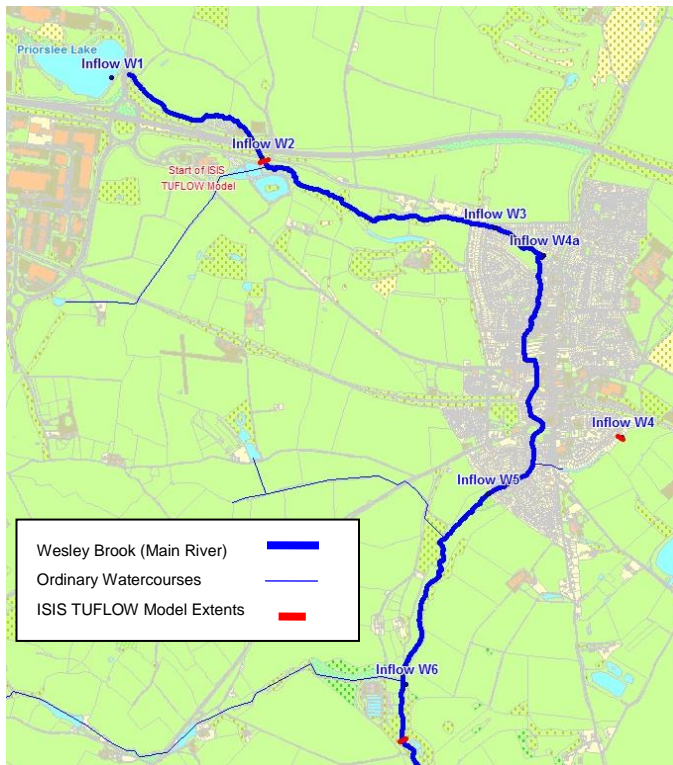 Priorslee Lake
Inflow W1
Inflow W2
Start of ISIS
TUFLOW Model
Inflow W3
Inflow W4a
Inflow W4
Inflow W5
Wesley Brook (Main River)
Ordinary Watercourses
ISIS TUFLOW Model Extents
Inflow W6